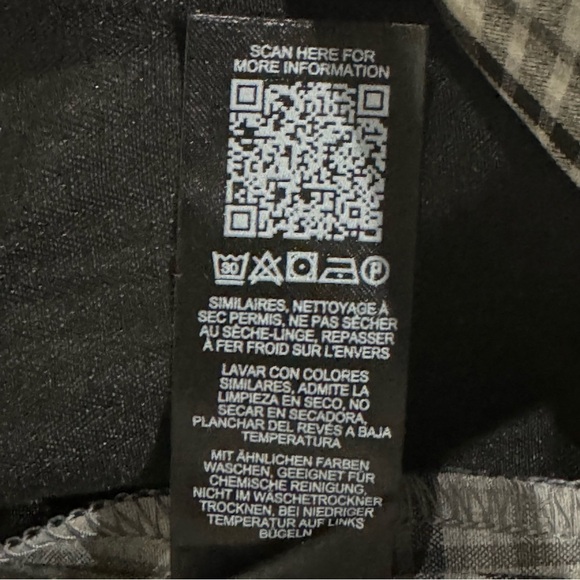 SCAN HERE FOR
MORE INFORMATION
30
P
SIMILAIRES, NETTOYAGE À
SEC PERMIS, NE PAS SÉCHER
AU SÈCHE-LINGE, REPASSER
À FER FROID SUR L'ENVERS
LAVAR CON COLORES
SIMILARES, ADMITE LA
LIMPIEZA EN SECO, NO
SECAR EN SECADORA,
PLANCHAR DEL REVÉS A BAJA
TEMPERATURA
MIT ÄHNLICHEN FARBEN
WASCHEN, GEEIGNET FÜR
CHEMISCHE REINIGUNG,
NICHT IM WÄSCHETROCKNER
TROCKNEN, BEI NIEDRIGER
TEMPERATUR AUF LINKS
BÜGELN